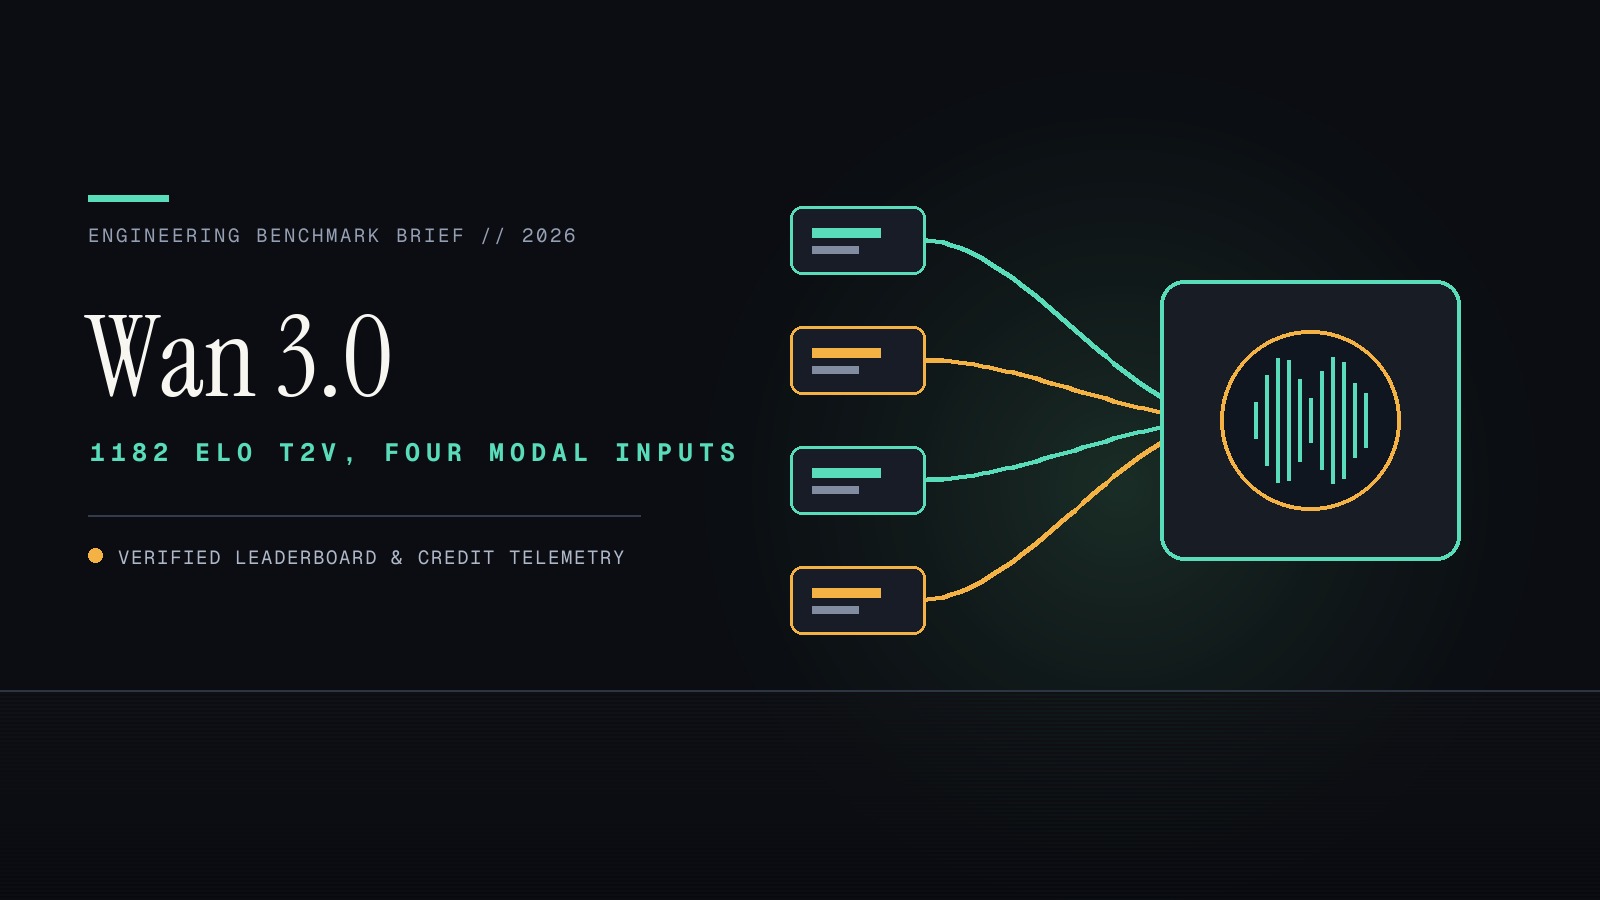 ENGINEERING BENCHMARK BRIEF // 2026
Wan 3.0
1182 ELO T2V, FOUR MODAL INPUTS
VERIFIED LEADERBOARD & CREDIT TELEMETRY